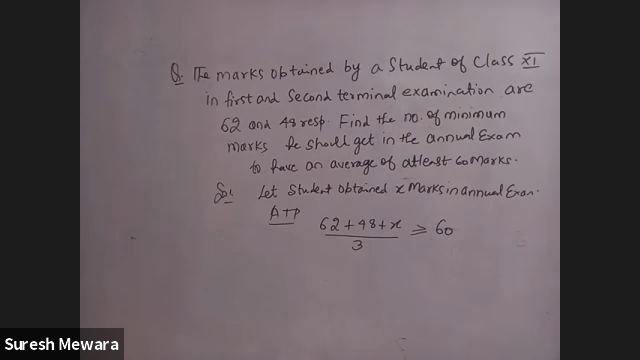 Q. The marks obtained by a Student of Class XI
in first and Second terminal examination are
62 and 48 resp. Find the no. of minimum
marks he should get in the annual Exam
to have an average of atleast 60 marks.
Sol Let Student obtained x Marks in annual Exam.
ATP
62+48+x / 3 ≥ 60
Suresh Mewara